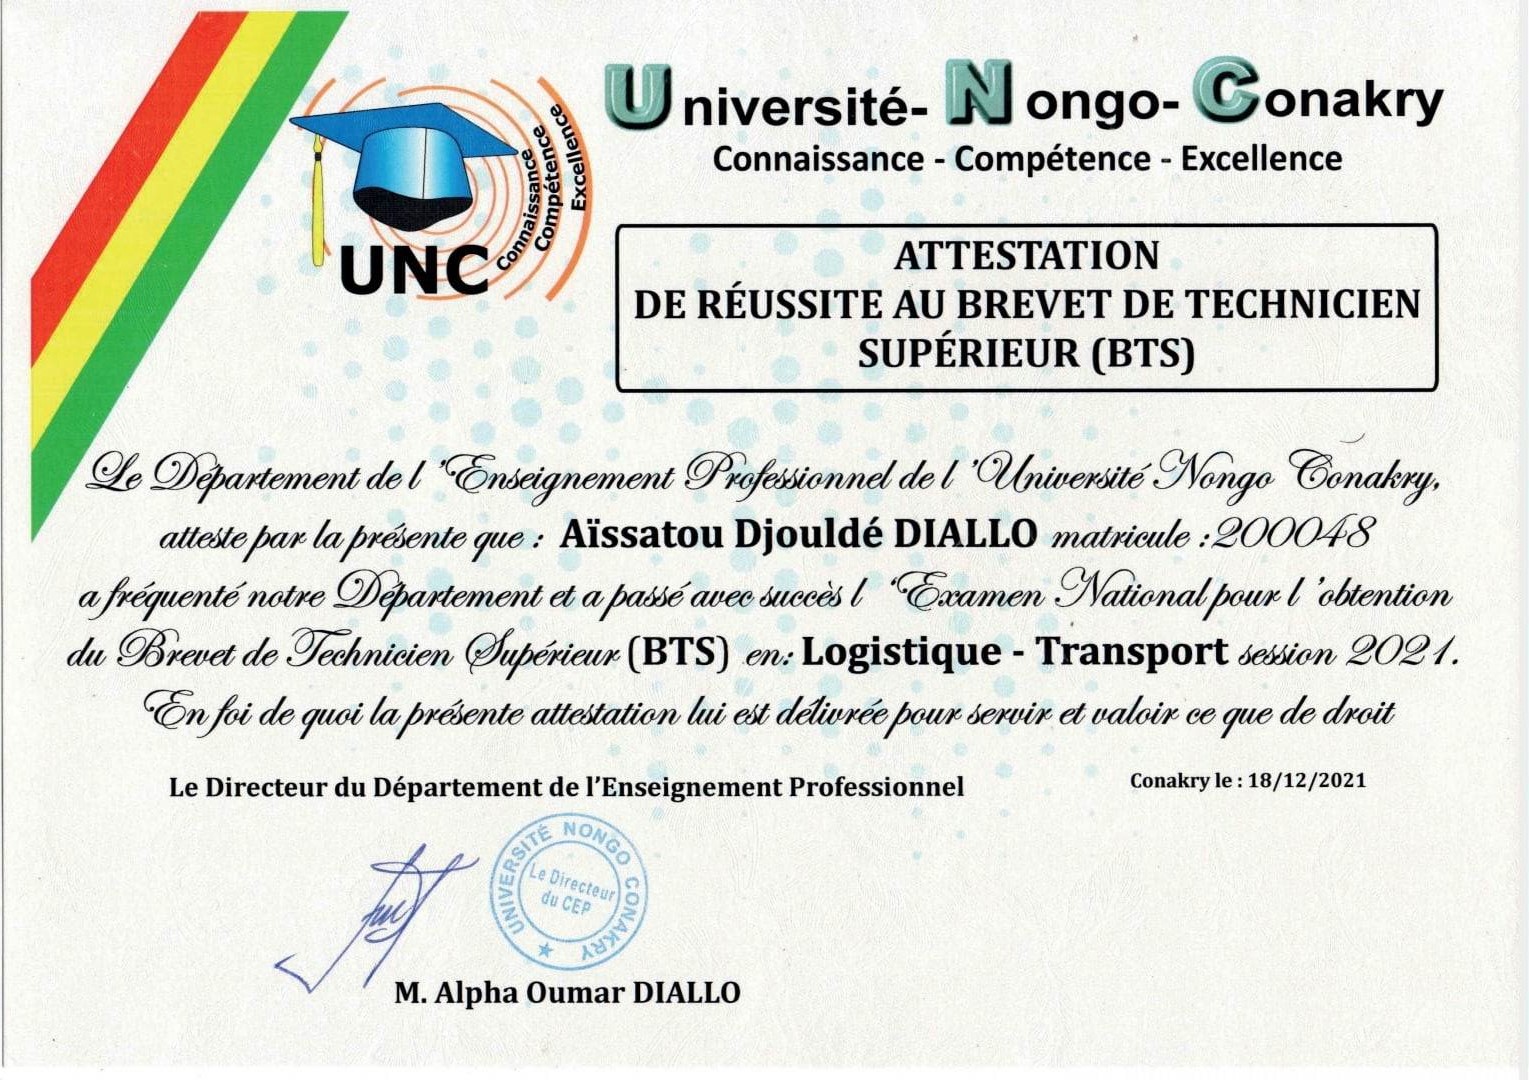 Université- Nongo- Conakry
Connaissance - Compétence - Excellence
Connaissance
Compétence
Excellence
UNC
ATTESTATION
DE RÉUSSITE AU BREVET DE TECHNICIEN
SUPÉRIEUR (BTS)
Le Département de l 'Enseignement Professionnel de l 'Université Nongo Conakry,
atteste par la présente que : Aïssatou Djouldé DIALLO matricule :200048
a fréquenté notre Département et a passé avec succès l 'Examen National pour l 'obtention
du Brevet de Technicien Supérieur (BTS) en: Logistique - Transport session 2021.
En foi de quoi la présente attestation lui est délivrée pour servir et valoir ce que de droit
Le Directeur du Département de l'Enseignement Professionnel
Conakry le : 18/12/2021
UNIVERSITÉ NONGO CONAKRY
Le Directeur
du CEP
M. Alpha Oumar DIALLO